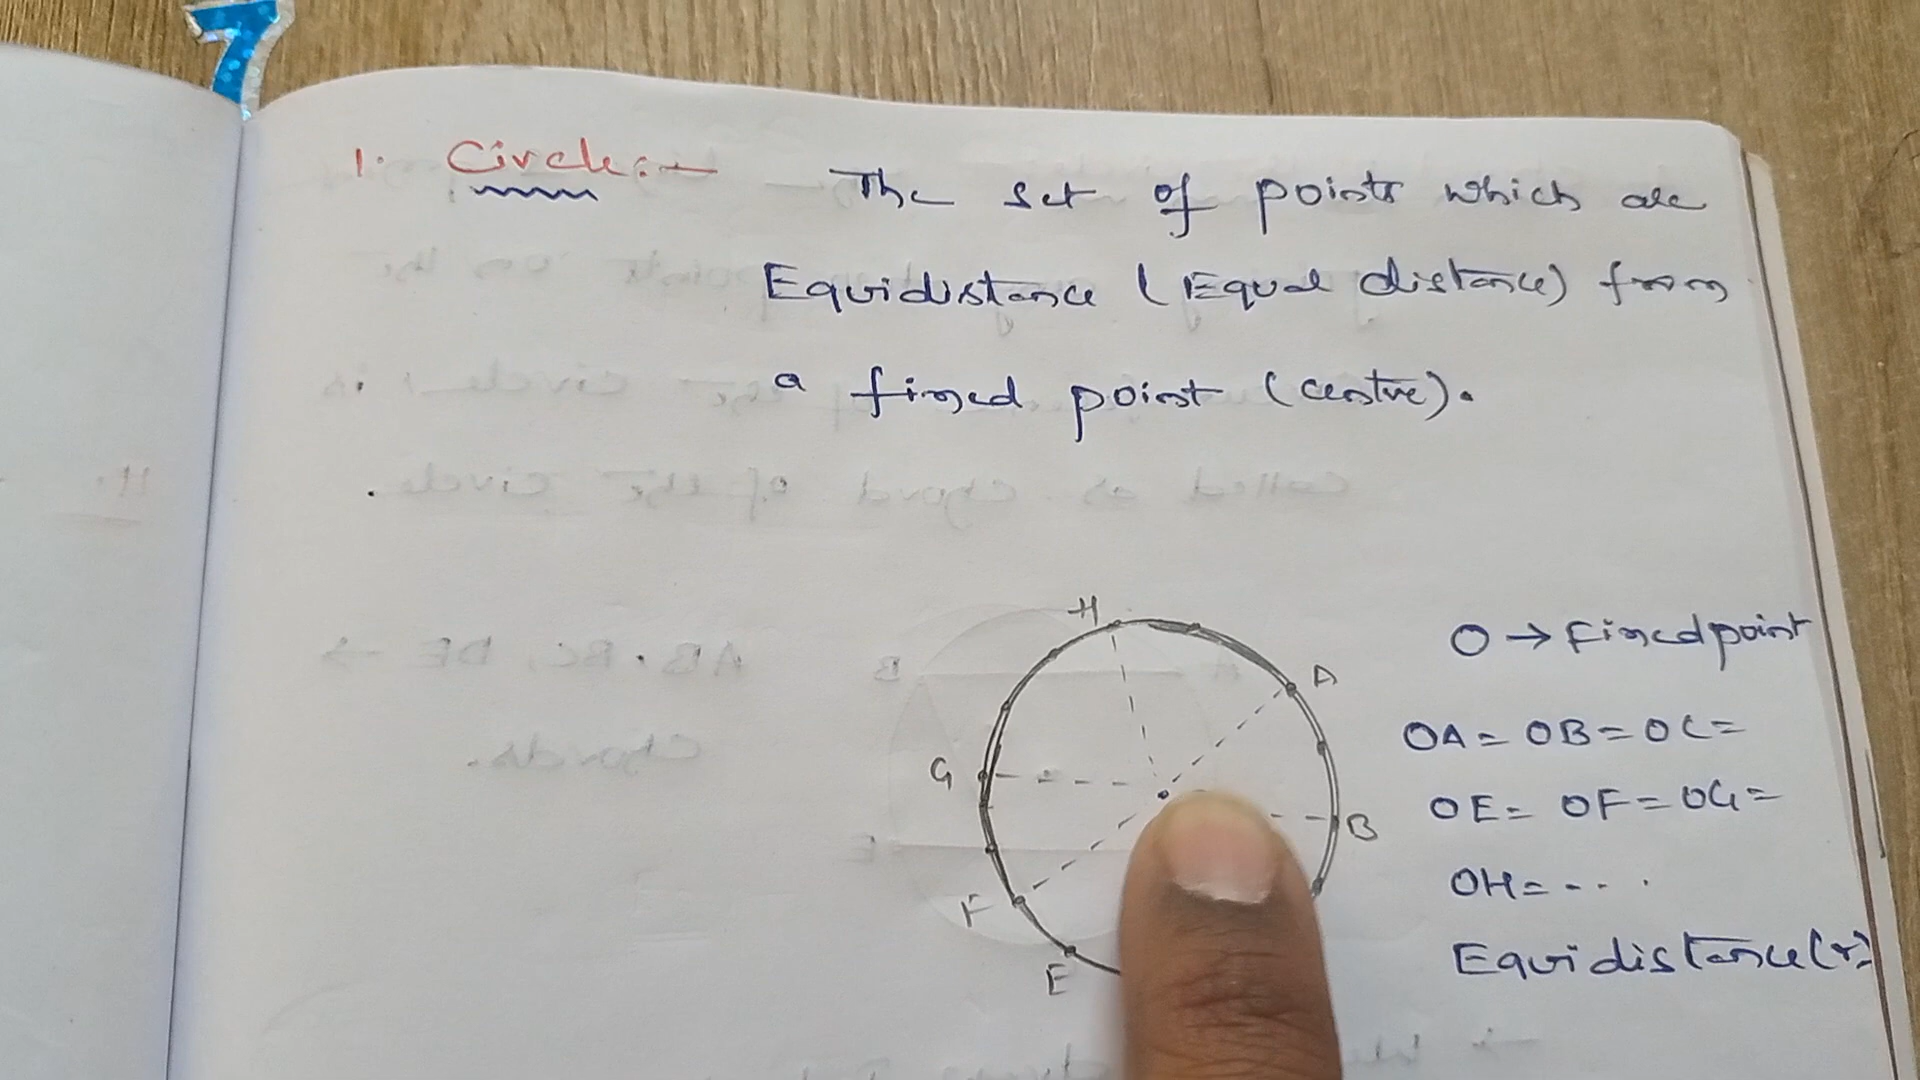 7
1. Circle:- The set of points which are
Equidistance (Equal distance) from
a fixed point (centre).
H
A
G
B
F
E
O → Fixed point
OA = OB = OC =
OE = OF = OG =
OH = - - - .
Equidistance (r)